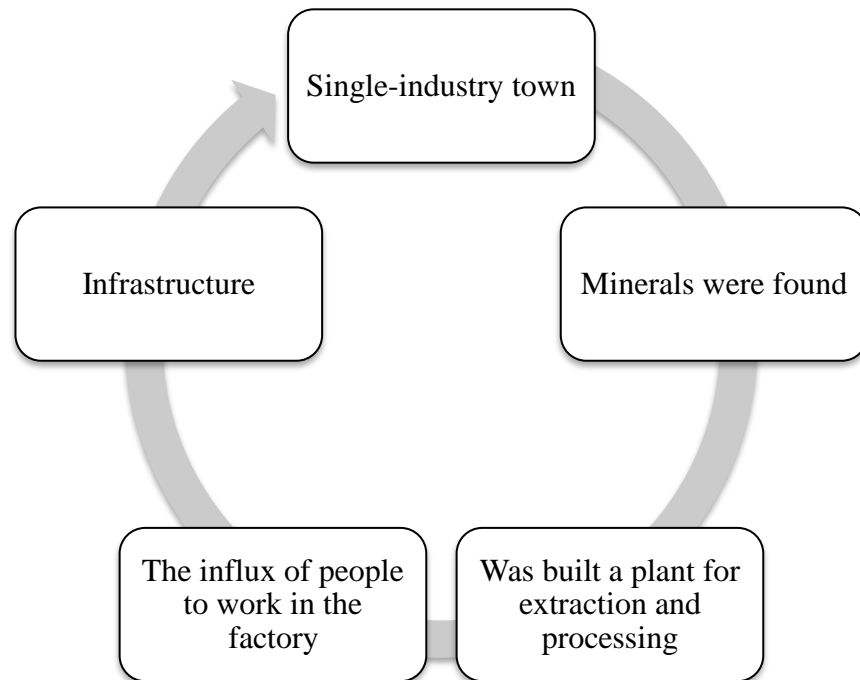 Single-industry town
Minerals were found
Was built a plant for
extraction and
processing
The influx of people
to work in the
factory
Infrastructure